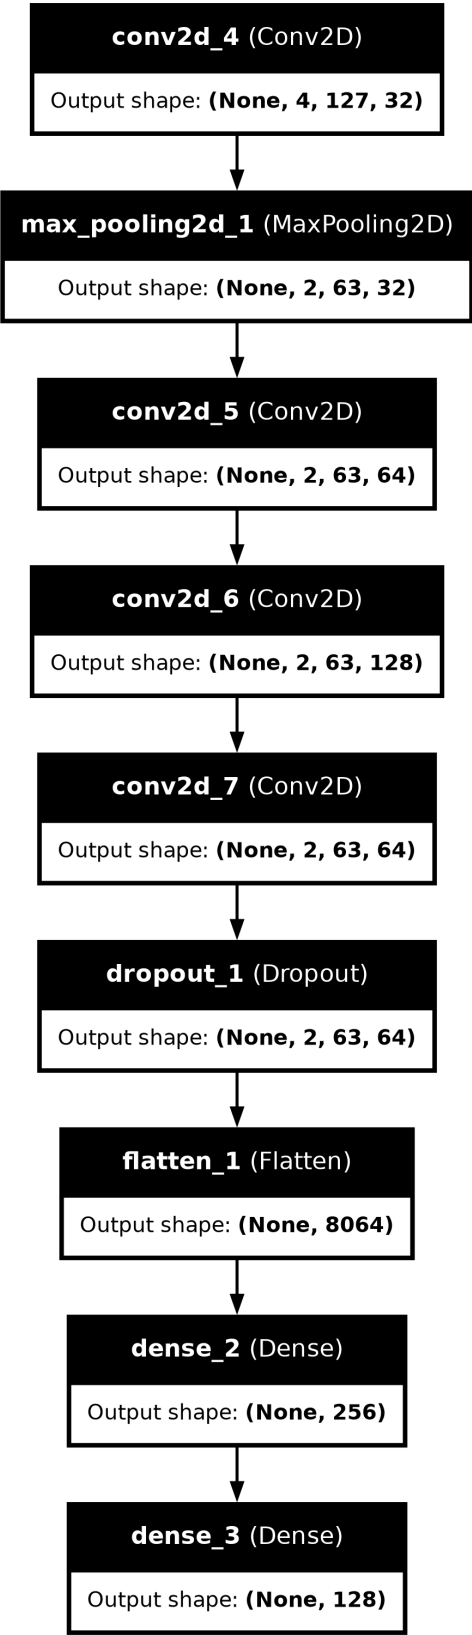 conv2d_4 (Conv2D)
Output shape: (None, 4, 127, 32)
max_pooling2d_1 (MaxPooling2D)
Output shape: (None, 2, 63, 32)
conv2d_5 (Conv2D)
Output shape: (None, 2, 63, 64)
conv2d_6 (Conv2D)
Output shape: (None, 2, 63, 128)
conv2d_7 (Conv2D)
Output shape: (None, 2, 63, 64)
dropout_1 (Dropout)
Output shape: (None, 2, 63, 64)
flatten_1 (Flatten)
Output shape: (None, 8064)
dense_2 (Dense)
Output shape: (None, 256)
dense_3 (Dense)
Output shape: (None, 128)